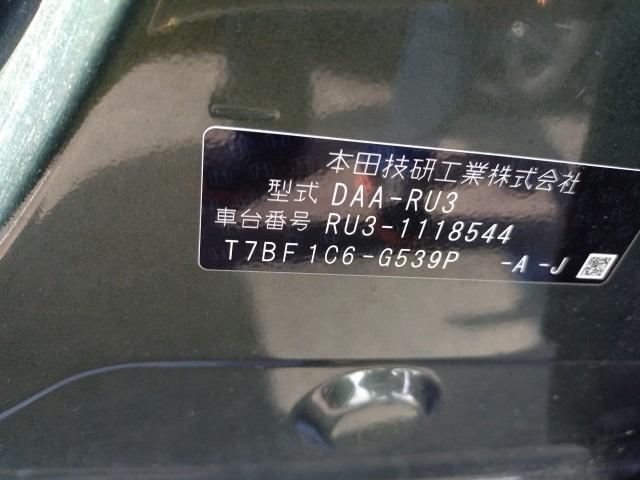 本田技研工業株式会社
型式 DAA-RU3
車台番号 RU3-1118544
T7BF1C6-G539P -A -J